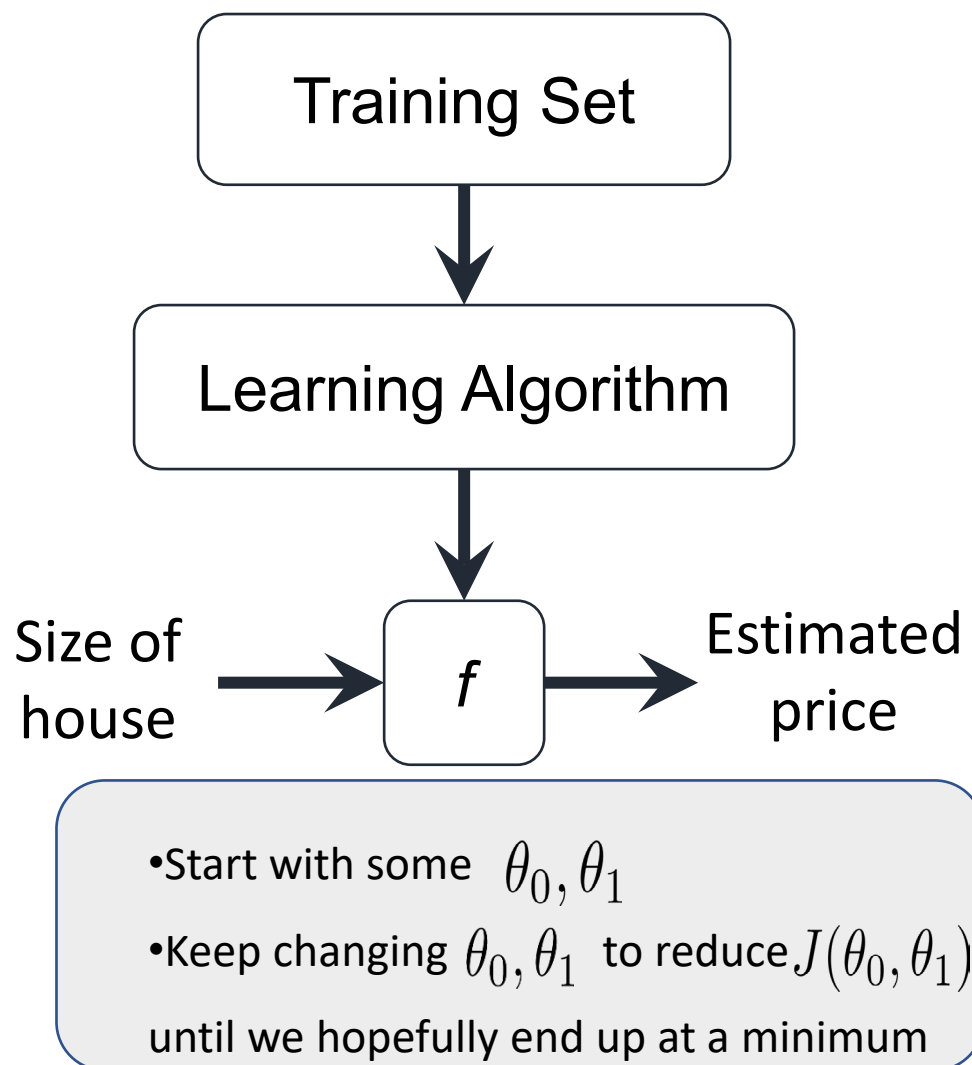 Training Set
Learning Algorithm
Size of
house
f
Estimated
price
•Start with some θ₀, θ₁
•Keep changing θ₀, θ₁ to reduce J(θ₀, θ₁)
until we hopefully end up at a minimum